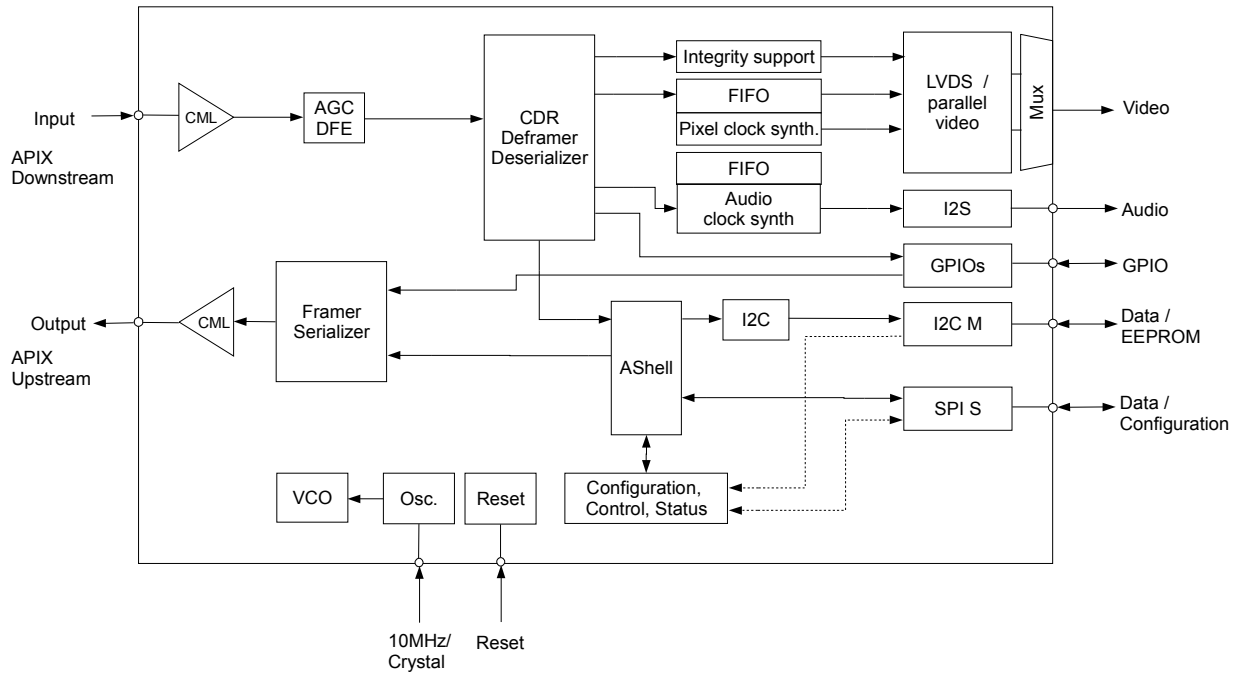 Input
APIX
Downstream
CML
AGC
DFE
CDR
Deframer
Deserializer
Integrity support
FIFO
Pixel clock synth.
FIFO
Audio
clock synth
LVDS /
parallel
video
Mux
Video
I2S
Audio
GPIOs
GPIO
Output
APIX
Upstream
CML
Framer
Serializer
AShell
I2C
I2C M
Data /
EEPROM
SPI S
Data /
Configuration
VCO
Osc.
Reset
Configuration,
Control, Status
10MHz/
Crystal
Reset